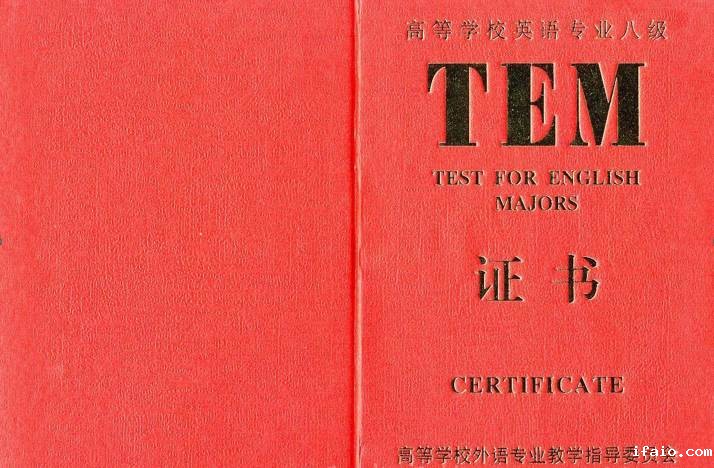 高等学校英语专业八级
TEM
TEST FOR ENGLISH
MAJORS
证书
CERTIFICATE
高等学校外语专业教学指导委员会
ifaio.com